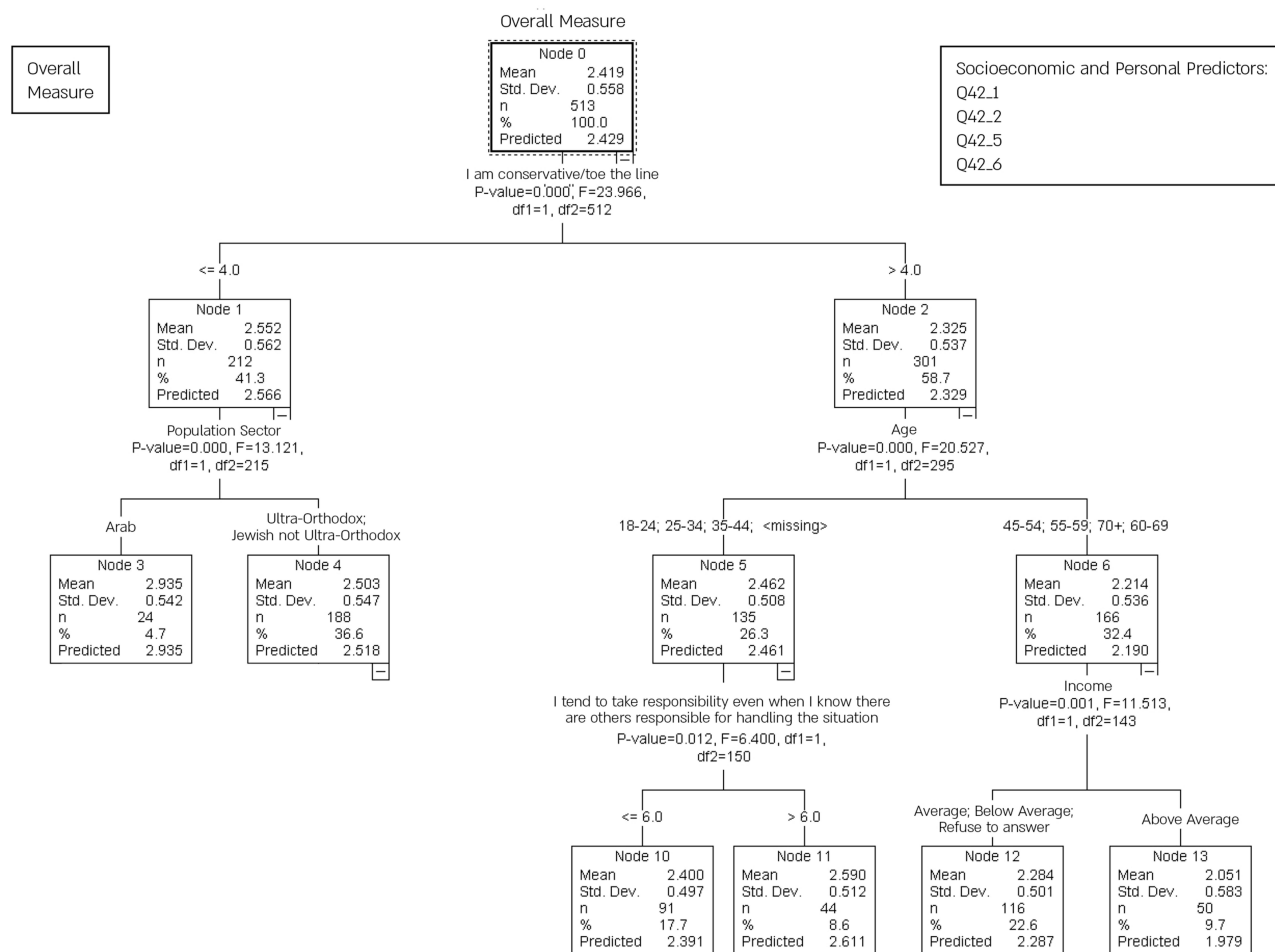 Overall Measure
Overall
Measure
Socioeconomic and Personal Predictors:
Q42_1
Q42_2
Q42_5
Q42_6
Node 0
Mean 2.419
Std. Dev. 0.558
n 513
% 100.0
Predicted 2.429
I am conservative/toe the line
P-value=0.000, F=23.966,
df1=1, df2=512
<= 4.0
> 4.0
Node 1
Mean 2.552
Std. Dev. 0.562
n 212
% 41.3
Predicted 2.566
Node 2
Mean 2.325
Std. Dev. 0.537
n 301
% 58.7
Predicted 2.329
Population Sector
P-value=0.000, F=13.121,
df1=1, df2=215
Age
P-value=0.000, F=20.527,
df1=1, df2=295
Arab
Ultra-Orthodox;
Jewish not Ultra-Orthodox
18-24; 25-34; 35-44; <missing>
45-54; 55-59; 70+; 60-69
Node 3
Mean 2.935
Std. Dev. 0.542
n 24
% 4.7
Predicted 2.935
Node 4
Mean 2.503
Std. Dev. 0.547
n 188
% 36.6
Predicted 2.518
Node 5
Mean 2.462
Std. Dev. 0.508
n 135
% 26.3
Predicted 2.461
Node 6
Mean 2.214
Std. Dev. 0.536
n 166
% 32.4
Predicted 2.190
I tend to take responsibility even when I know there
are others responsible for handling the situation
P-value=0.012, F=6.400, df1=1,
df2=150
Income
P-value=0.001, F=11.513,
df1=1, df2=143
<= 6.0
> 6.0
Average; Below Average;
Refuse to answer
Above Average
Node 10
Mean 2.400
Std. Dev. 0.497
n 91
% 17.7
Predicted 2.391
Node 11
Mean 2.590
Std. Dev. 0.512
n 44
% 8.6
Predicted 2.611
Node 12
Mean 2.284
Std. Dev. 0.501
n 116
% 22.6
Predicted 2.287
Node 13
Mean 2.051
Std. Dev. 0.583
n 50
% 9.7
Predicted 1.979